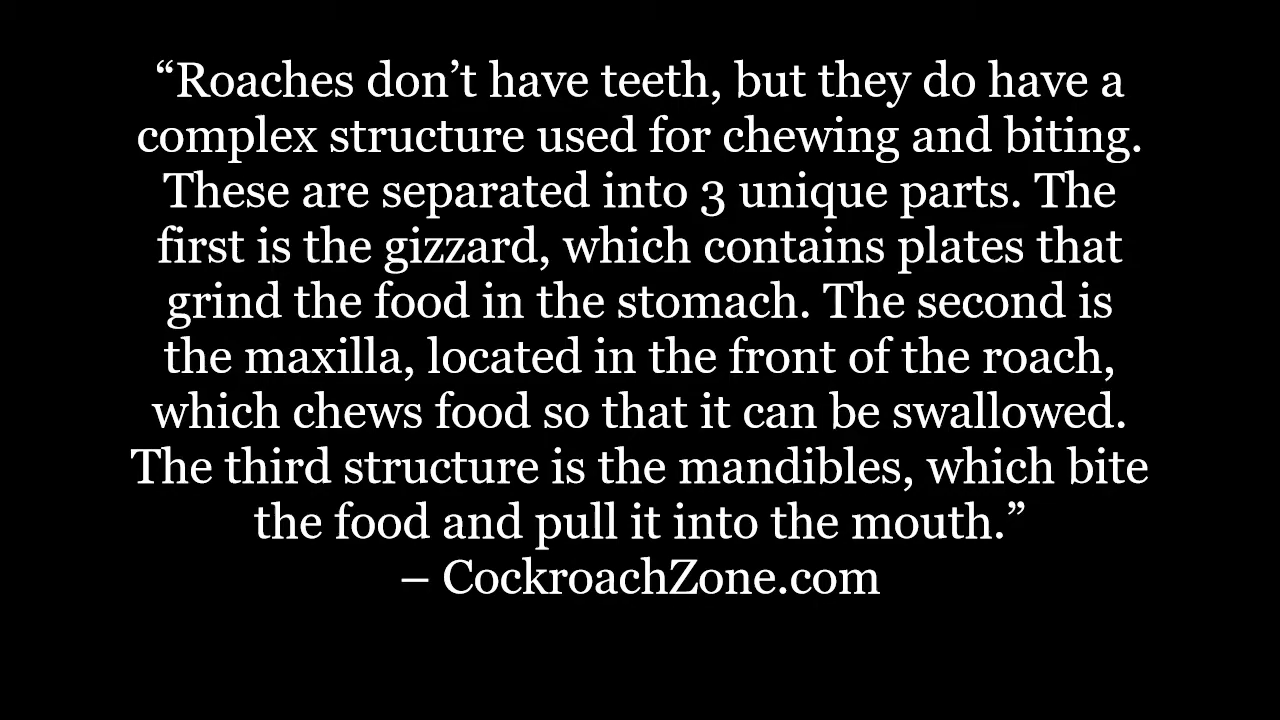 “Roaches don’t have teeth, but they do have a
complex structure used for chewing and biting.
These are separated into 3 unique parts. The
first is the gizzard, which contains plates that
grind the food in the stomach. The second is
the maxilla, located in the front of the roach,
which chews food so that it can be swallowed.
The third structure is the mandibles, which bite
the food and pull it into the mouth.”
– CockroachZone.com